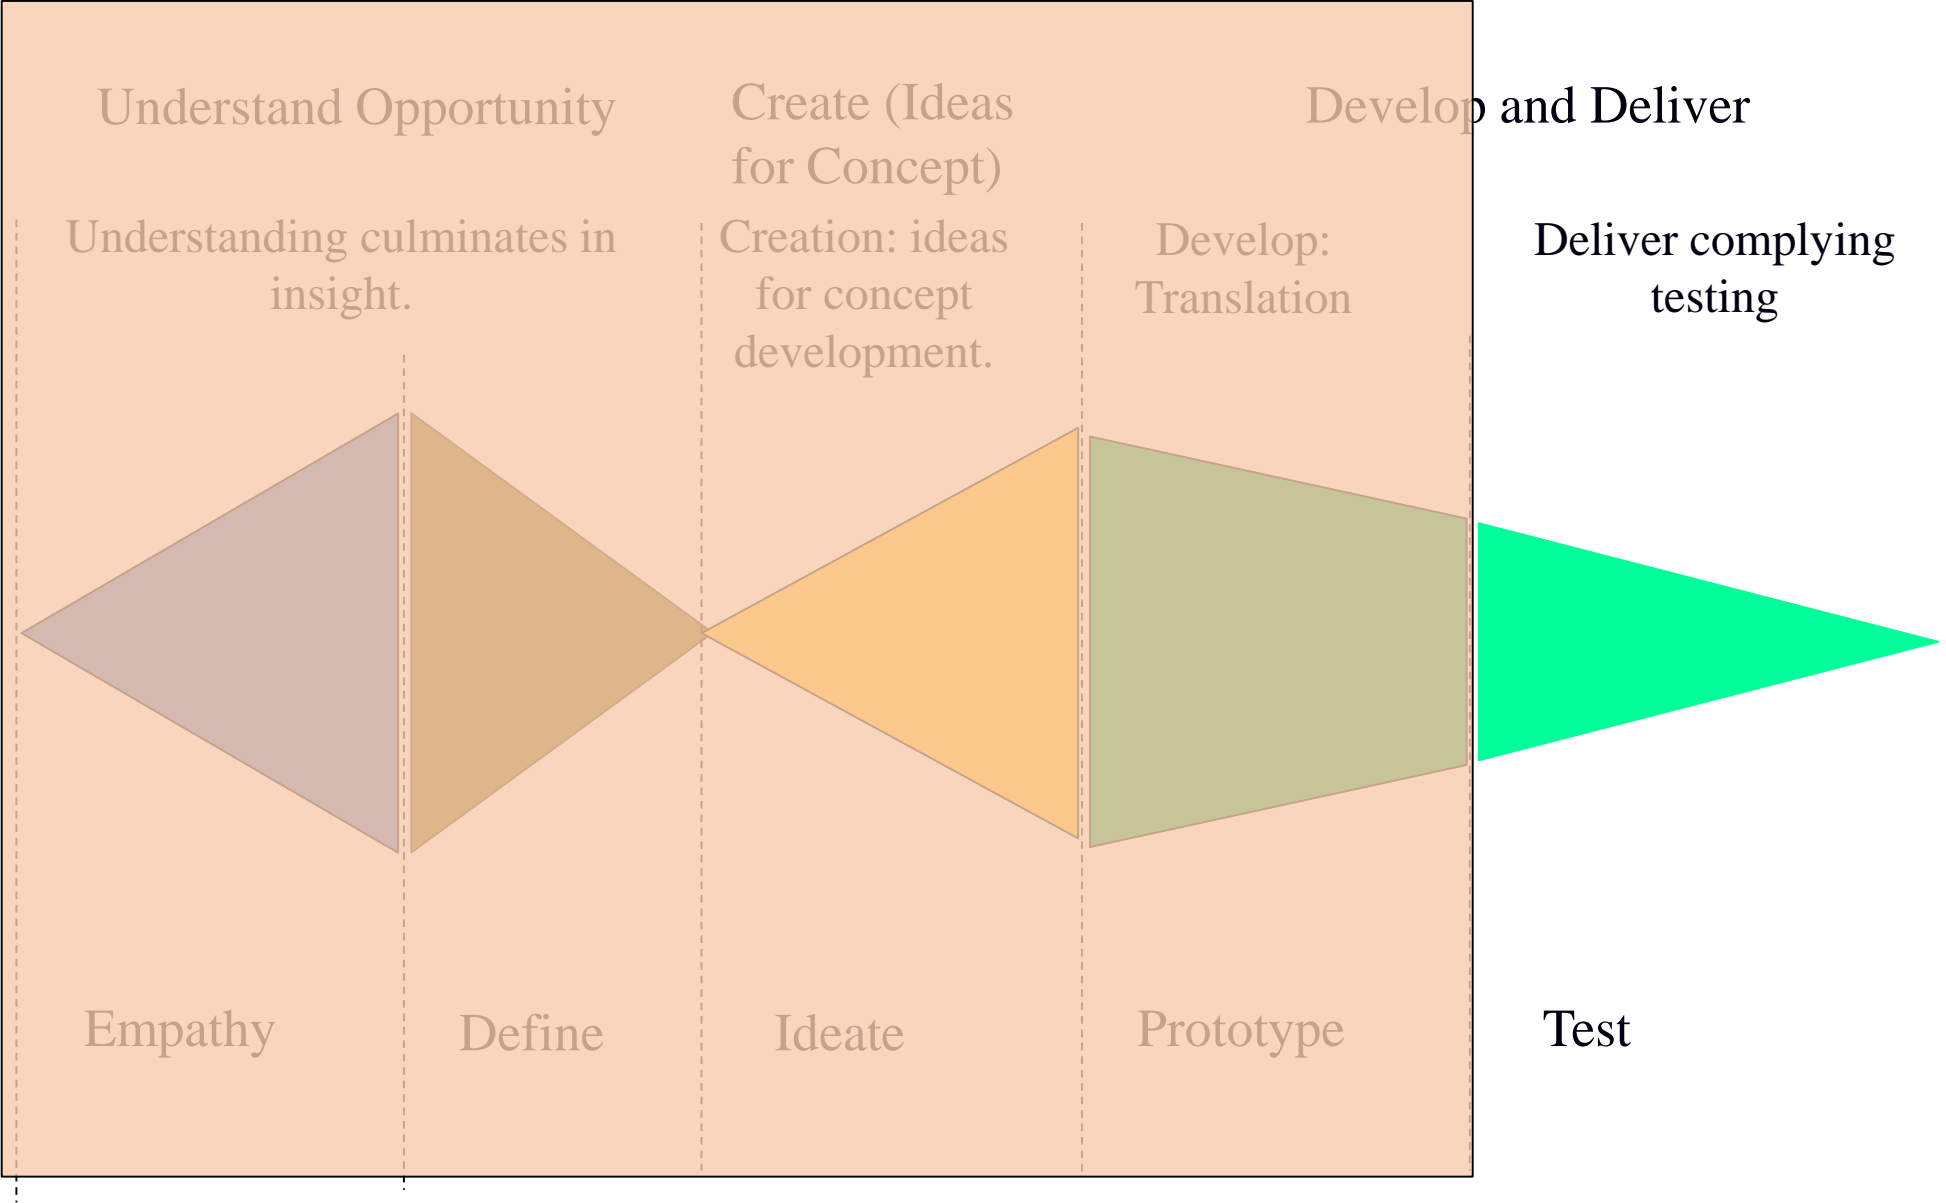 Understand Opportunity
Create (Ideas
for Concept)
Develop and Deliver
Understanding culminates in
insight.
Creation: ideas
for concept
development.
Develop:
Translation
Deliver complying
testing
Empathy
Define
Ideate
Prototype
Test